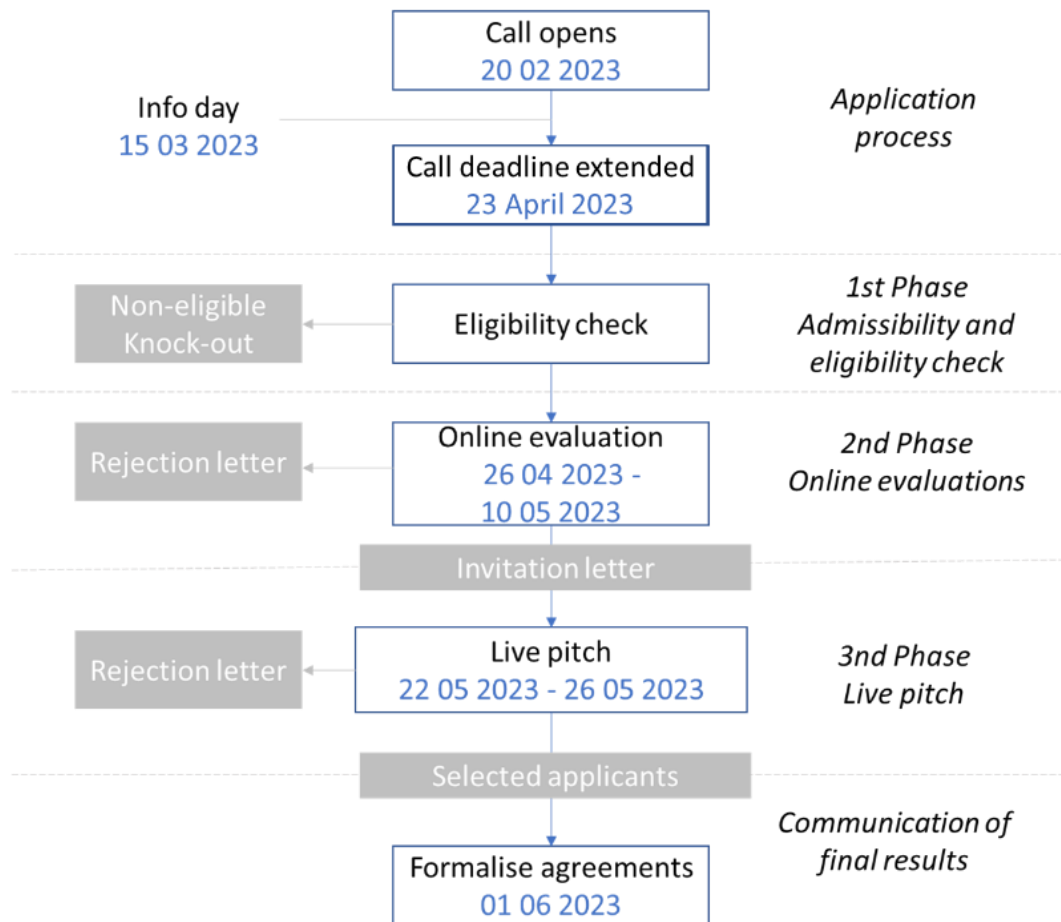 Call opens
20 02 2023
Info day
15 03 2023
Application
process
Call deadline extended
23 April 2023
Non-eligible
Knock-out
Eligibility check
1st Phase
Admissibility and
eligibility check
Rejection letter
Online evaluation
26 04 2023 -
10 05 2023
2nd Phase
Online evaluations
Invitation letter
Rejection letter
Live pitch
22 05 2023 - 26 05 2023
3nd Phase
Live pitch
Selected applicants
Communication of
final results
Formalise agreements
01 06 2023